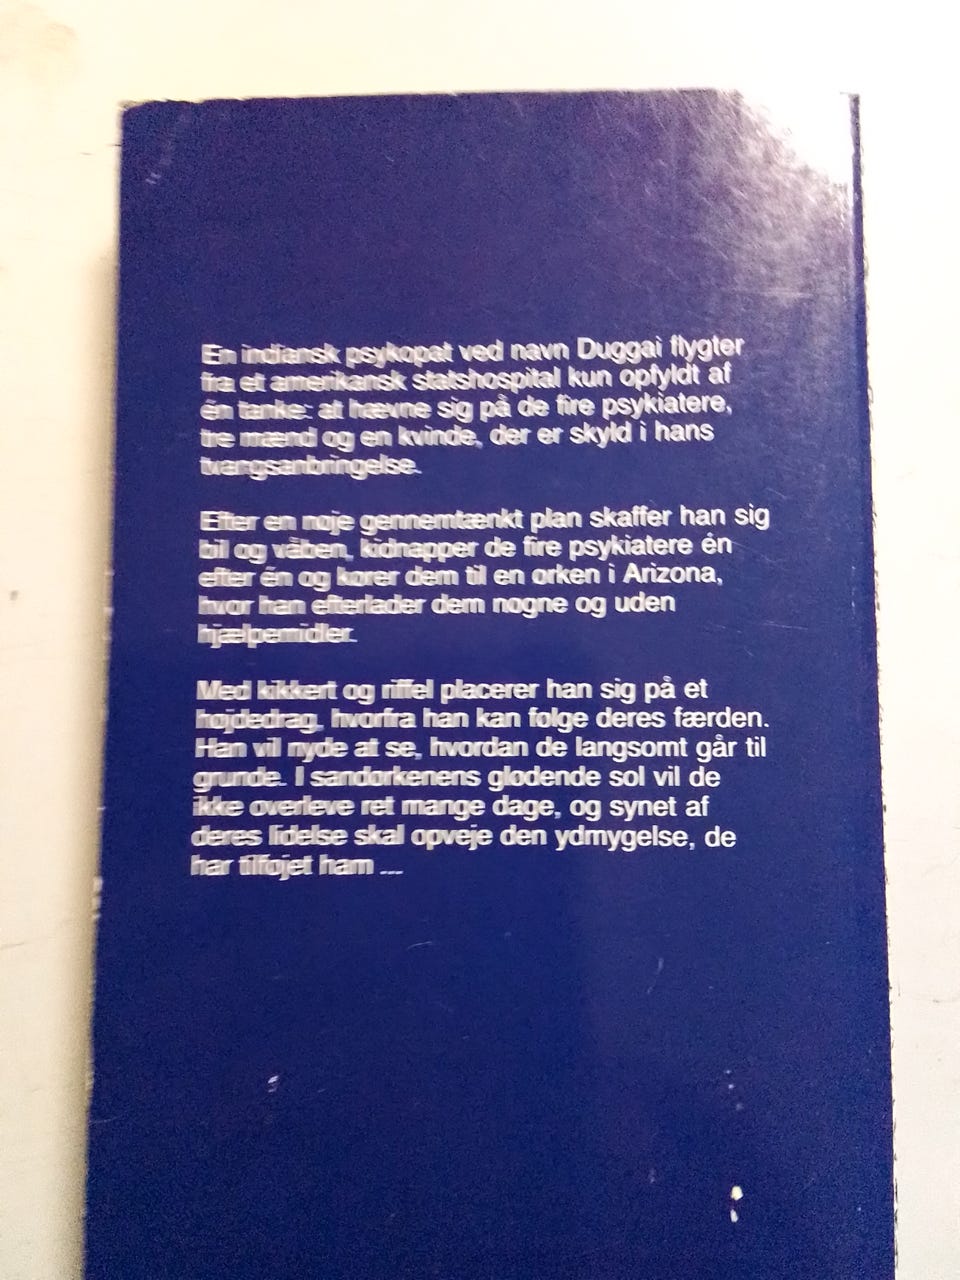 En indiansk psykopat ved navn Duggai flygter
fra et amerikansk statshospital kun opfyldt af
én tanke: at hævne sig på de fire psykiatere,
tre mænd og en kvinde, der er skyld i hans
tvangsanbringelse.
Efter en nøje gennemtænkt plan skaffer han sig
bil og våben, kidnapper de fire psykiatere én
efter én og kører dem til en ørken i Arizona,
hvor han efterlader dem nøgne og uden
hjælpemidler.
Med kikkert og riffel placerer han sig på et
højdedrag, hvorfra han kan følge deres færden.
Han vil nyde at se, hvordan de langsomt går til
grunde. I sandørkenens glødende sol vil de
ikke overleve ret mange dage, og synet af
deres lidelse skal opveje den ydmygelse, de
har tilføjet ham ...